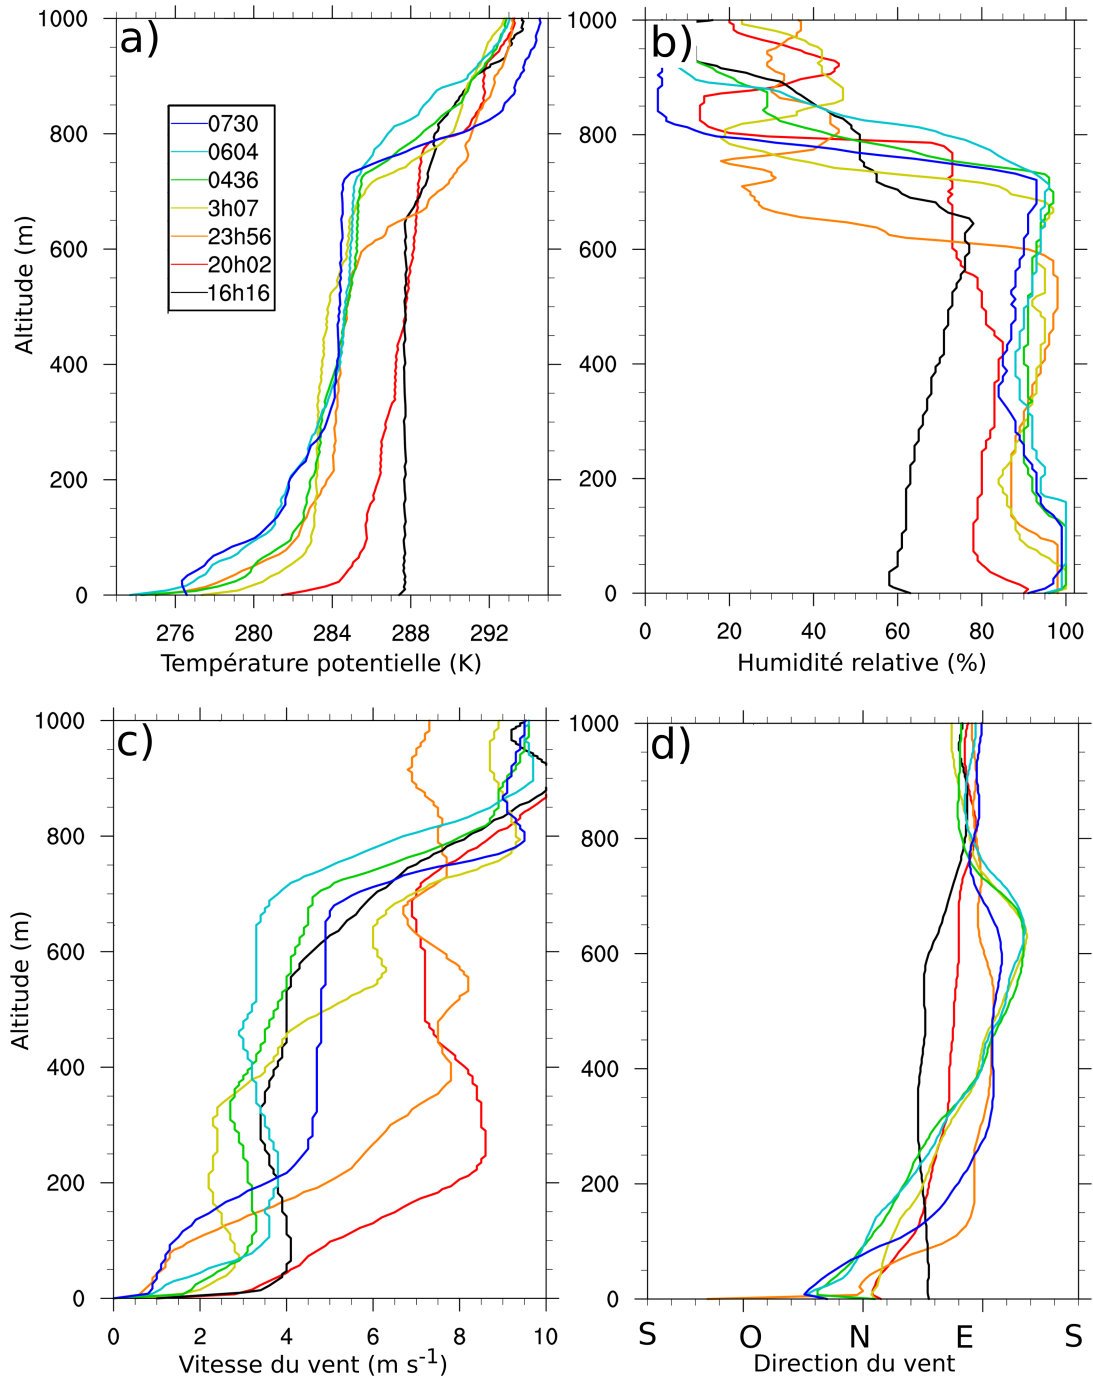 a)
1000
800
600
400
200
0
Altitude (m)
0730
0604
0436
3h07
23h56
20h02
16h16
276 280 284 288 292
Température potentielle (K)
b)
1000
800
600
400
200
0
0 20 40 60 80 100
Humidité relative (%)
c)
1000
800
600
400
200
0
Altitude (m)
0 2 4 6 8 10
Vitesse du vent (m s-1)
d)
1000
800
600
400
200
0
S O N E S
Direction du vent